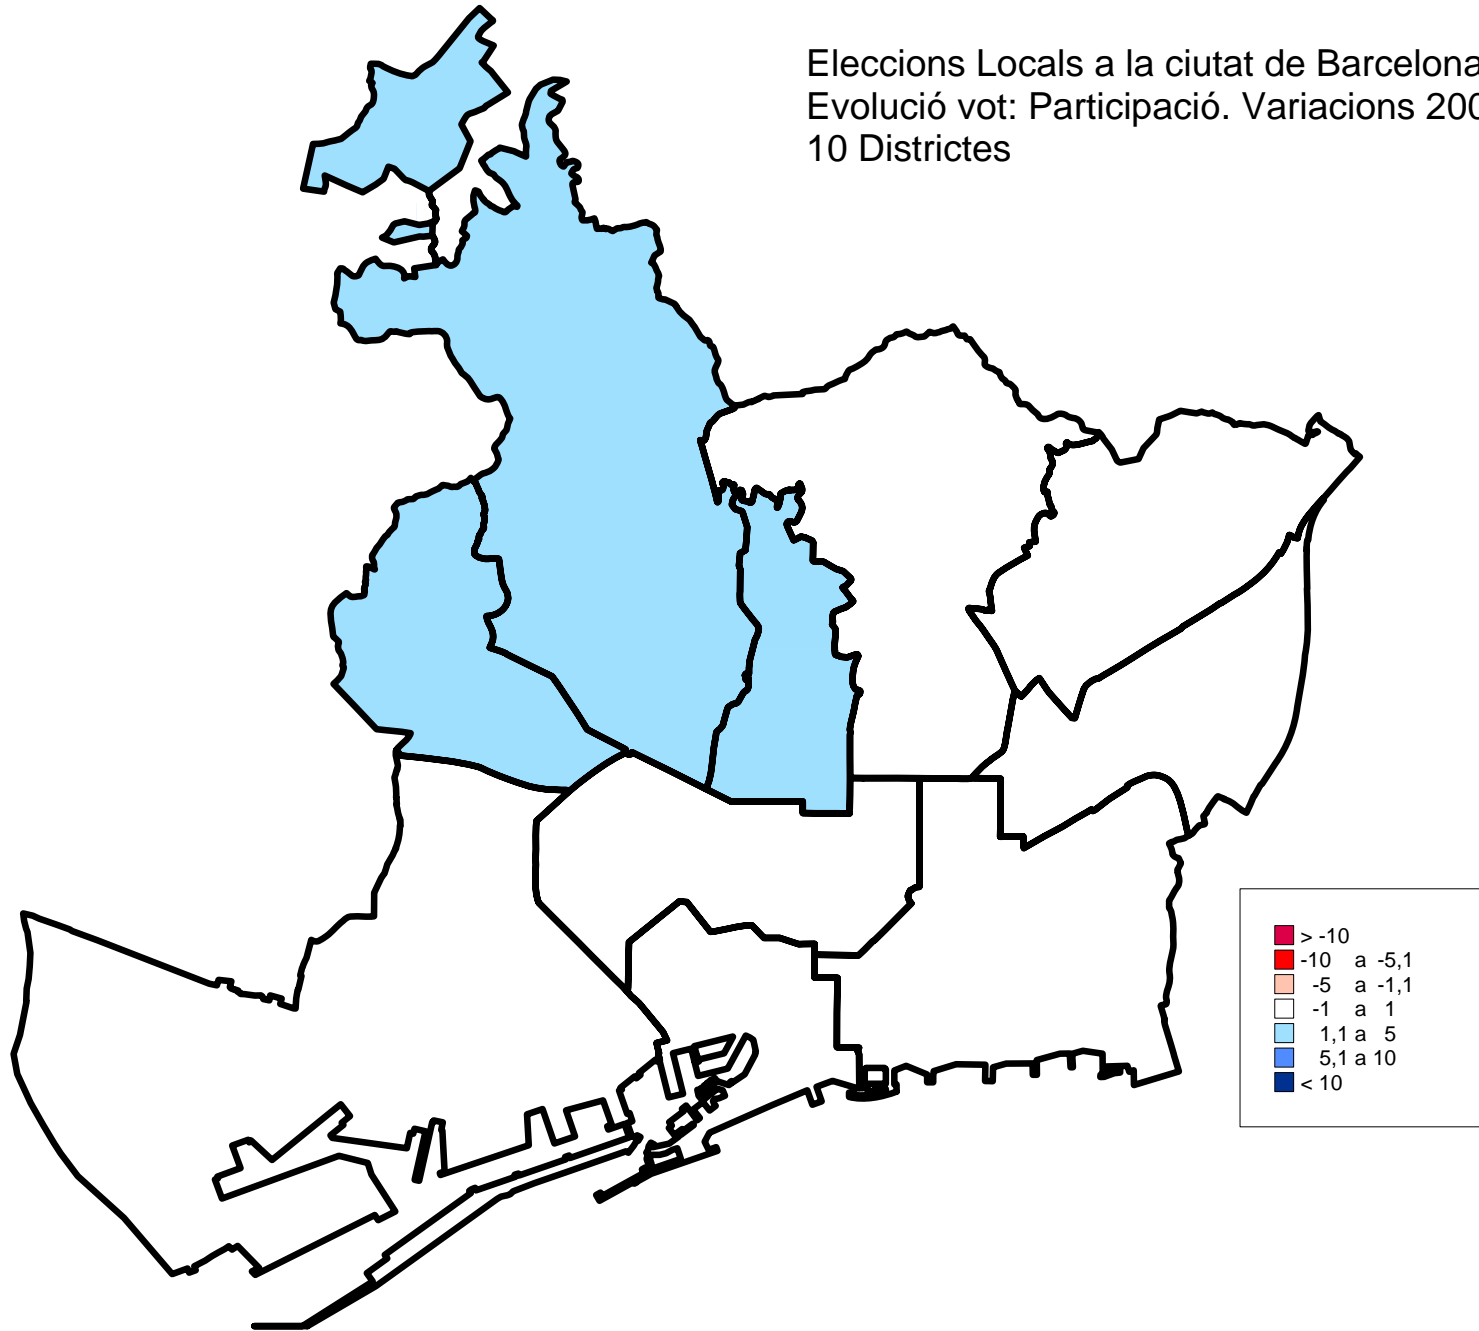 Eleccions Locals a la ciutat de Barcelona
Evolució vot: Participació. Variacions 200
10 Districtes
> -10
-10 a -5,1
-5 a -1,1
-1 a 1
1,1 a 5
5,1 a 10
< 10